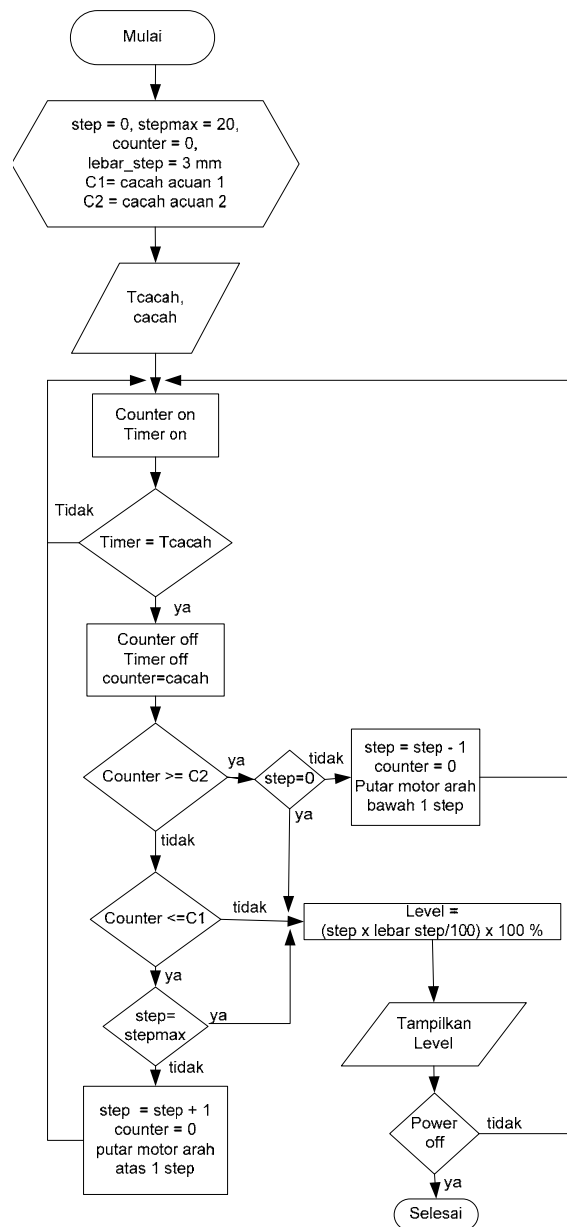 Mulai
step = 0, stepmax = 20,
counter = 0,
lebar_step = 3 mm
C1= cacah acuan 1
C2 = cacah acuan 2
Tcacah,
cacah
Counter on
Timer on
Tidak
Timer = Tcacah
ya
Counter off
Timer off
counter=cacah
Counter >= C2
ya
step=0
tidak
step = step - 1
counter = 0
Putar motor arah
bawah 1 step
ya
tidak
Counter <=C1
tidak
Level =
(step x lebar step/100) x 100 %
ya
step=
stepmax
ya
Tampilkan
Level
tidak
step = step + 1
counter = 0
putar motor arah
atas 1 step
Power
off
tidak
ya
Selesai